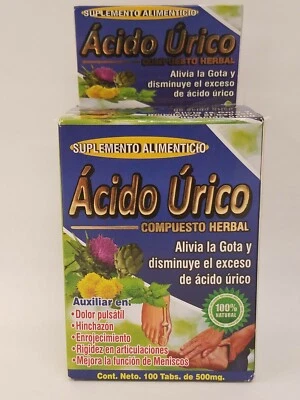 SUPLEMENTO ALIMENTICIO
Ácido Úrico
COMPUESTO HERBAL
Alivia la Gota y
disminuye el exceso
de ácido úrico
SUPLEMENTO ALIMENTICIO
Ácido Úrico
COMPUESTO HERBAL
Alivia la Gota y
disminuye el exceso
de ácido úrico
Auxiliar en:
•Dolor pulsátil
•Hinchazón
•Enrojecimiento
•Rigidez en articulaciones
•Mejora la función de Meniscos
100%
NATURAL
Cont. Neto. 100 Tabs. de 500mg.